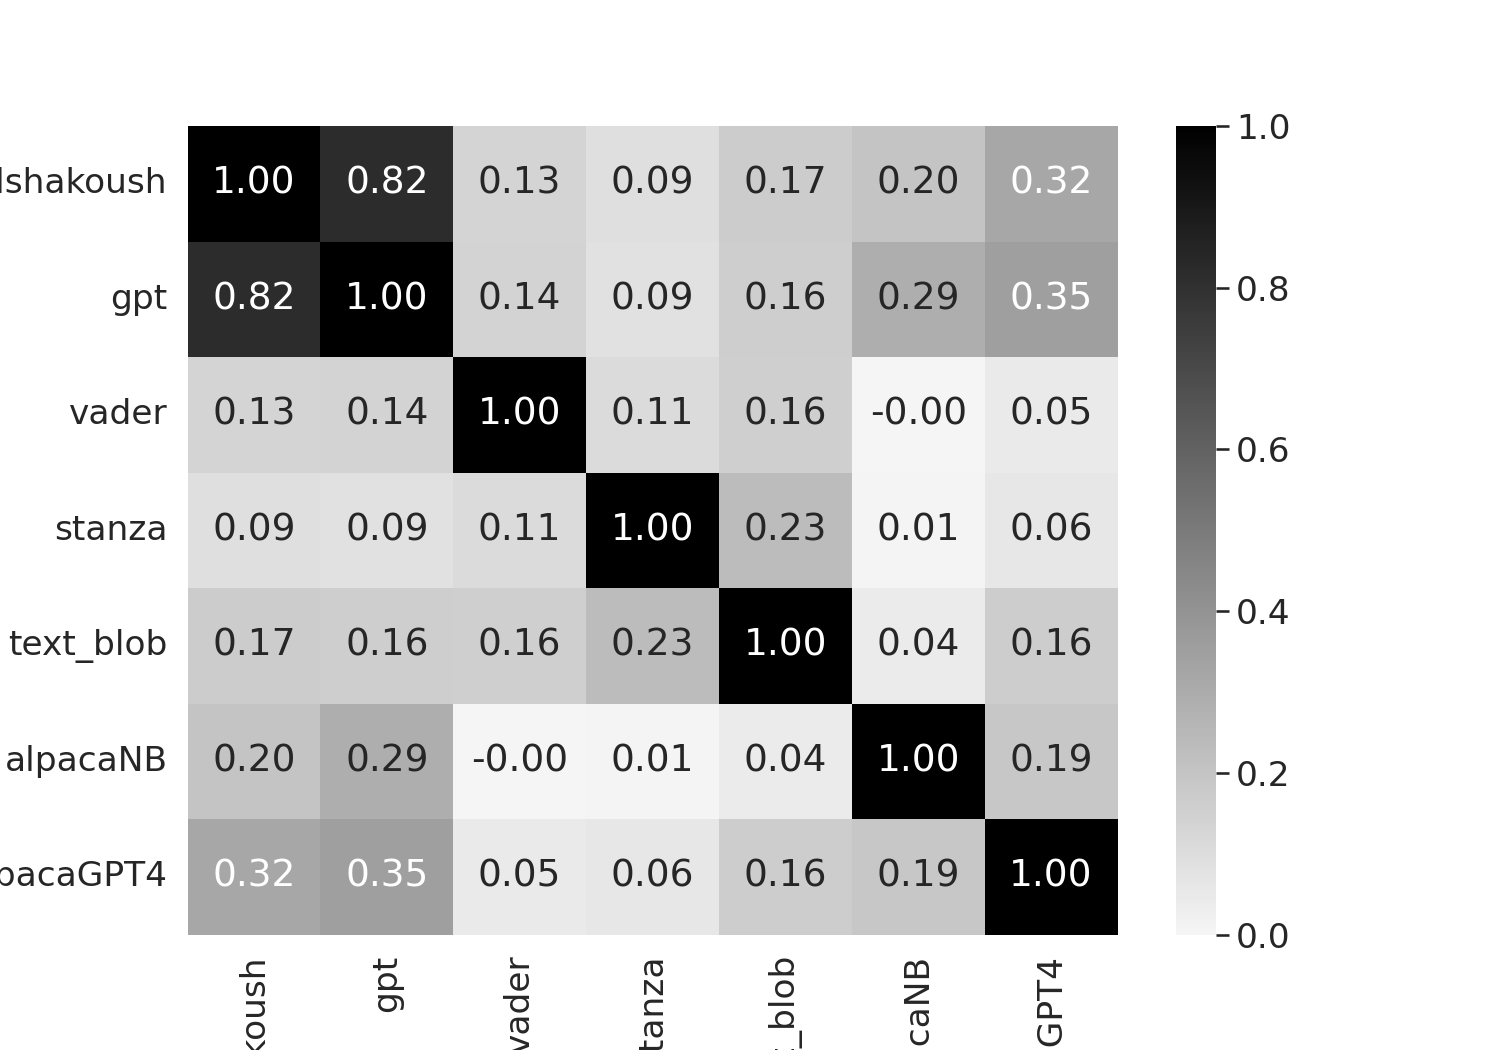 1.0
lshakoush 1.00 0.82 0.13 0.09 0.17 0.20 0.32
gpt 0.82 1.00 0.14 0.09 0.16 0.29 0.35
0.8
vader 0.13 0.14 1.00 0.11 0.16 -0.00 0.05
0.6
stanza 0.09 0.09 0.11 1.00 0.23 0.01 0.06
0.4
text_blob 0.17 0.16 0.16 0.23 1.00 0.04 0.16
alpacaNB 0.20 0.29 -0.00 0.01 0.04 1.00 0.19
0.2
pacaGPT4 0.32 0.35 0.05 0.06 0.16 0.19 1.00
0.0
koush gpt vader tanza _blob caNB GPT4